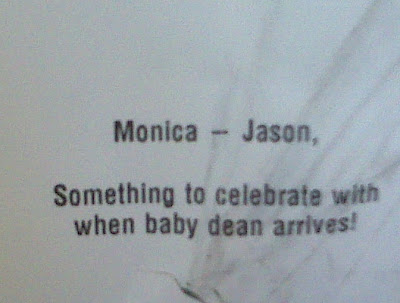 Monica – Jason,
Something to celebrate with
when baby dean arrives!